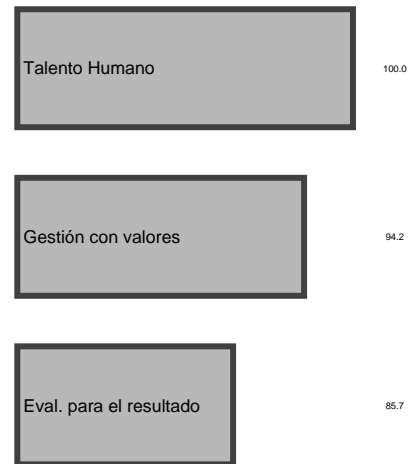 Talento Humano 100.0
Gestión con valores 94.2
Eval. para el resultado 85.7